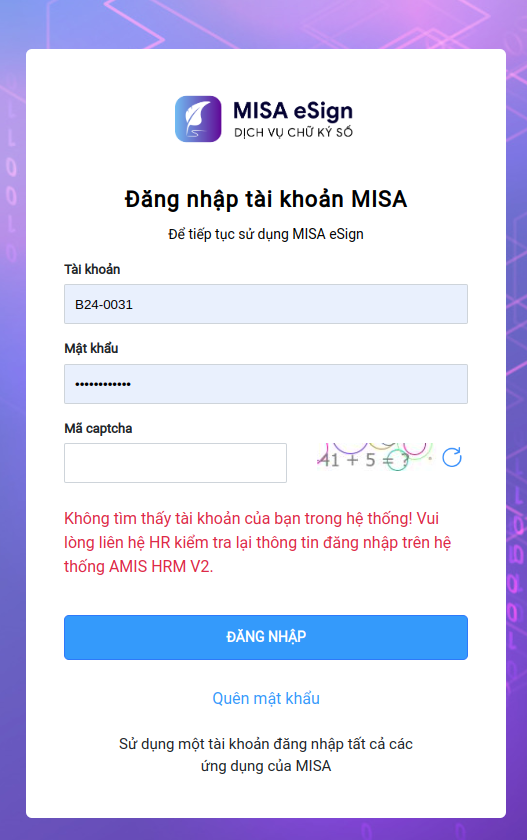 MISA eSign
DỊCH VỤ CHỮ KÝ SỐ
Đăng nhập tài khoản MISA
Để tiếp tục sử dụng MISA eSign
Tài khoản
B24-0031
Mật khẩu
••••••••••••
Mã captcha
41 + 5 = ?
Không tìm thấy tài khoản của bạn trong hệ thống! Vui
lòng liên hệ HR kiểm tra lại thông tin đăng nhập trên hệ
thống AMIS HRM V2.
ĐĂNG NHẬP
Quên mật khẩu
Sử dụng một tài khoản đăng nhập tất cả các
ứng dụng của MISA